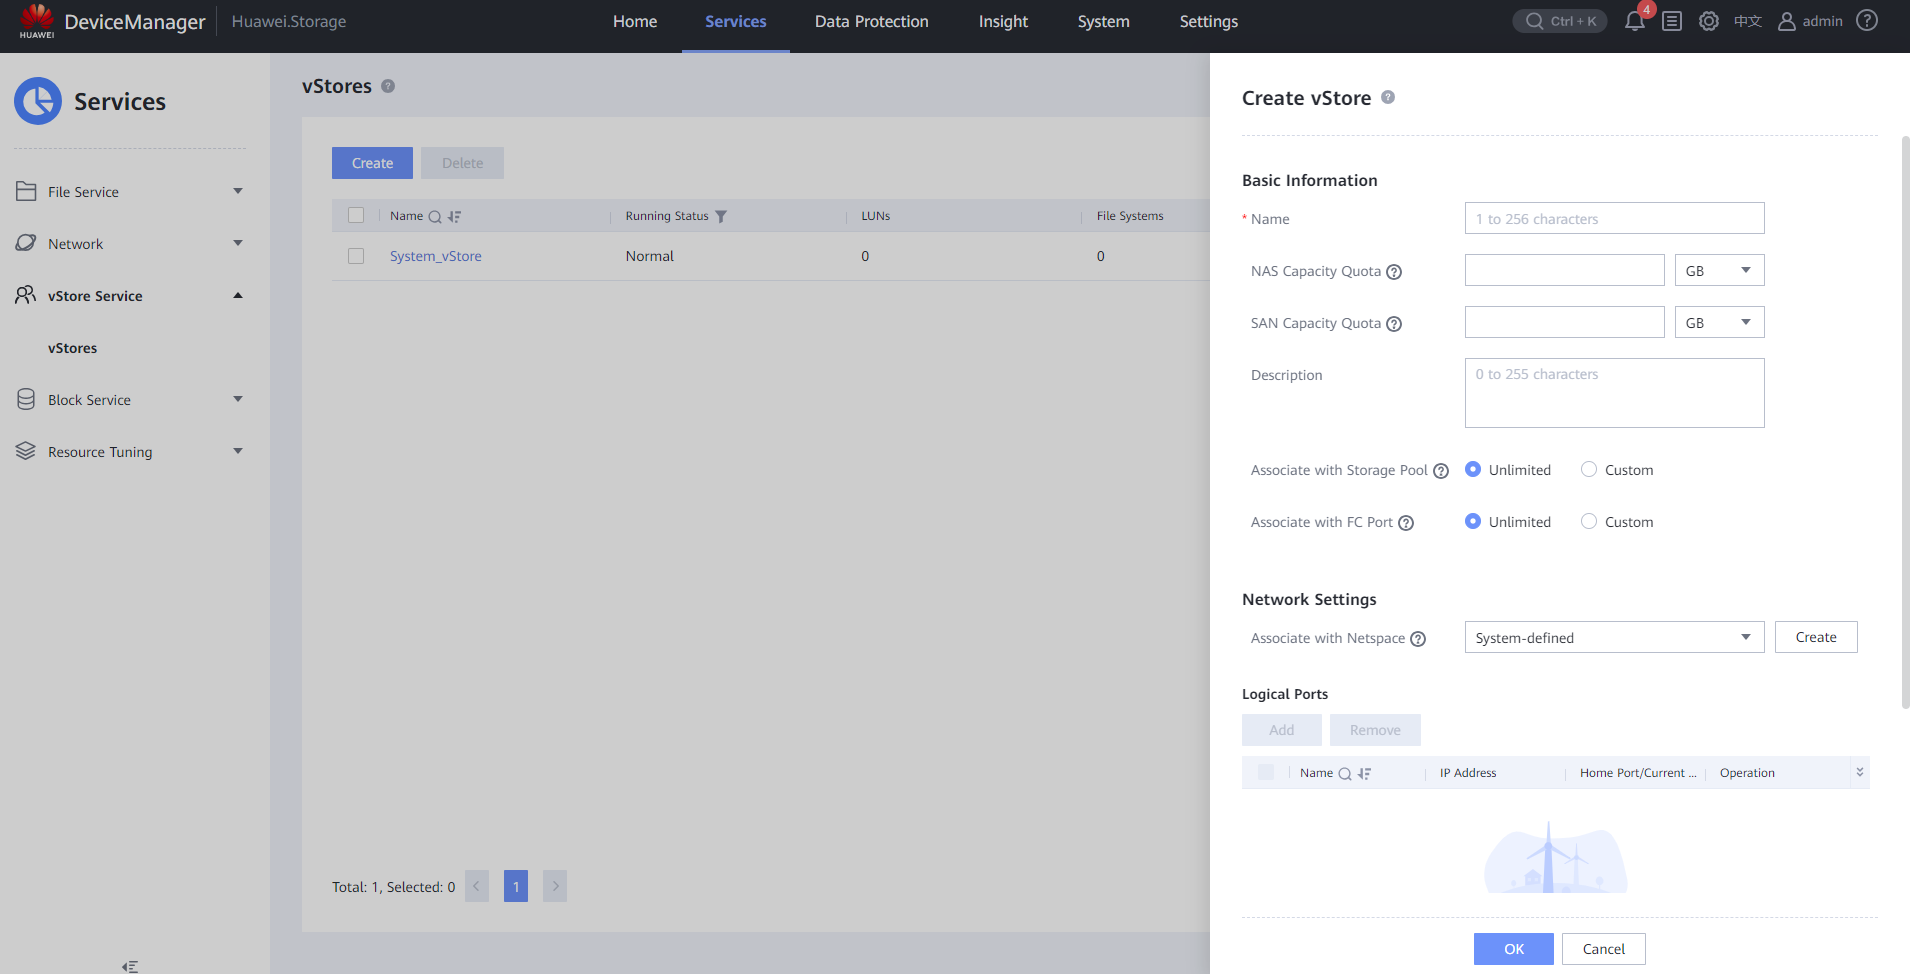 HUAWEI DeviceManager Huawei.Storage Home Services Data Protection Insight System Settings Ctrl + K 4 中文 admin
Services
File Service
Network
vStore Service
vStores
Block Service
Resource Tuning
vStores
Create Delete
Name Running Status LUNs File Systems
System_vStore Normal 0 0
Total: 1, Selected: 0 < 1 >
Create vStore
Basic Information
* Name 1 to 256 characters
NAS Capacity Quota GB
SAN Capacity Quota GB
Description 0 to 255 characters
Associate with Storage Pool Unlimited Custom
Associate with FC Port Unlimited Custom
Network Settings
Associate with Netspace System-defined Create
Logical Ports
Add Remove
Name IP Address Home Port/Current ... Operation
OK Cancel